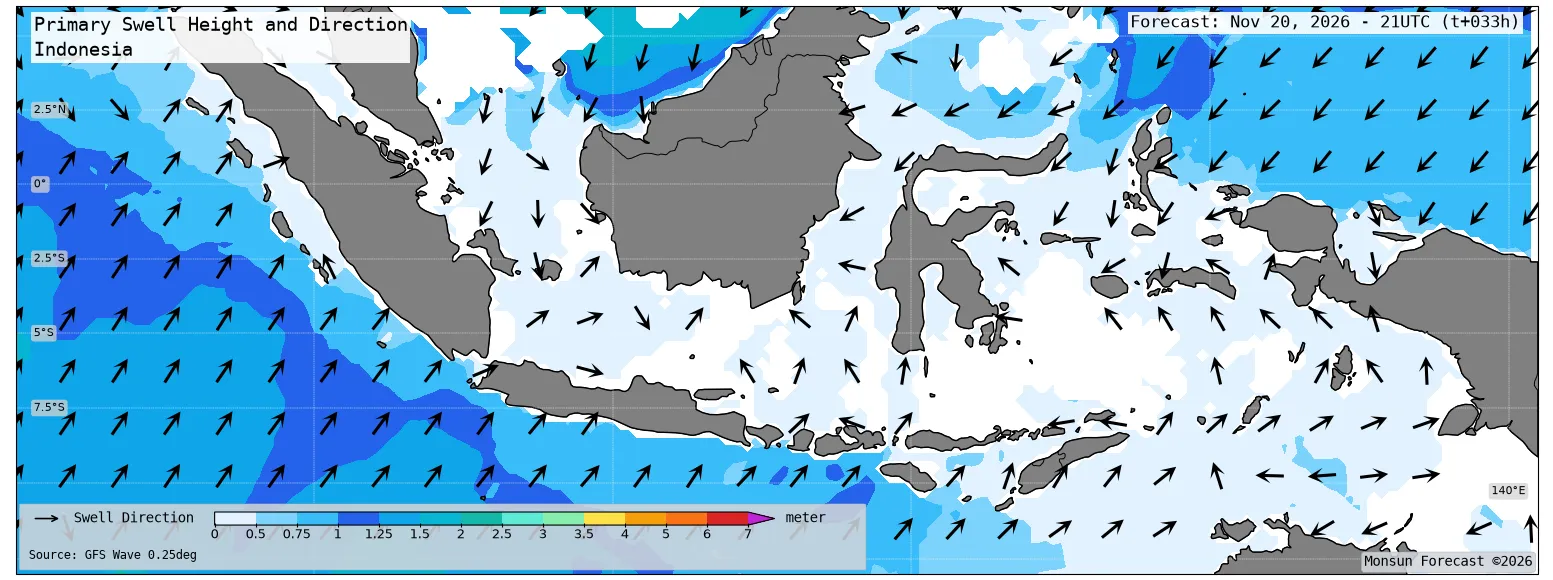 Primary Swell Height and Direction
Indonesia
Forecast: Nov 20, 2026 - 21UTC (t+033h)
2.5°N
0°
2.5°S
5°S
7.5°S
140°E
Swell Direction
0 0.5 0.75 1 1.25 1.5 2 2.5 3 3.5 4 5 6 7
meter
Source: GFS Wave 0.25deg
Monsun Forecast ©2026